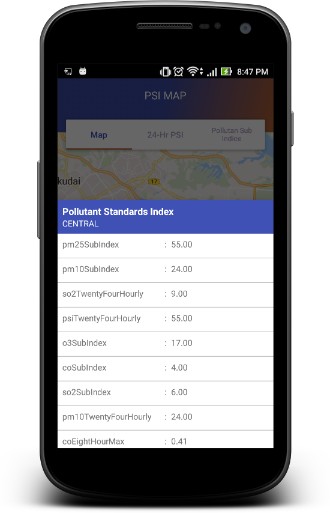 8:47 PM
PSI MAP
Map 24-Hr PSI Pollutan Sub Indins
kudai
Pollutant Standards Index
CENTRAL
pm25SubIndex : 55.00
pm10SubIndex : 24.00
so2TwentyFourHourly : 9.00
psiTwentyFourHourly : 55.00
o3SubIndex : 17.00
coSubIndex : 4.00
so2SubIndex : 6.00
pm10TwentyFourHourly : 24.00
coEightHourMax : 0.41